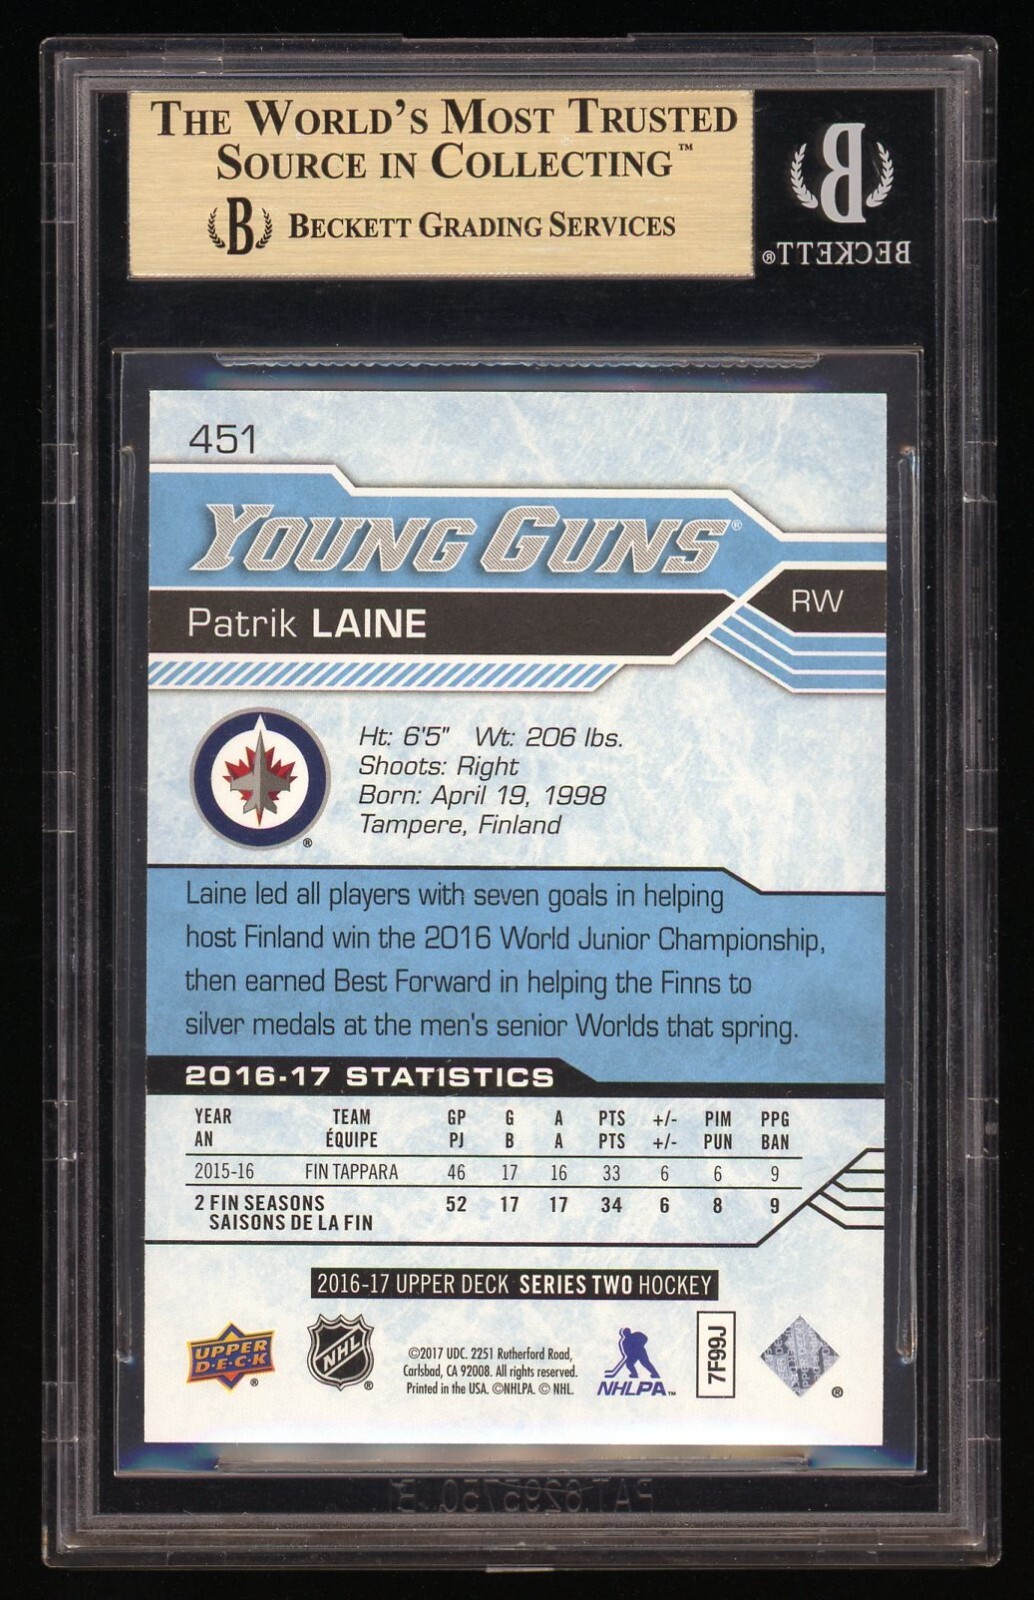 THE WORLD'S MOST TRUSTED
SOURCE IN COLLECTING™
B BECKETT GRADING SERVICES
B
BECKETT®
451
YOUNG GUNS®
Patrik LAINE
RW
Ht: 6'5" Wt: 206 lbs.
Shoots: Right
Born: April 19, 1998
Tampere, Finland
®
Laine led all players with seven goals in helping
host Finland win the 2016 World Junior Championship,
then earned Best Forward in helping the Finns to
silver medals at the men's senior Worlds that spring.
2016-17 STATISTICS
YEAR TEAM GP G A PTS +/- PIM PPG
AN ÉQUIPE PJ B A PTS +/- PUN BAN
2015-16 FIN TAPPARA 46 17 16 33 6 6 9
2 FIN SEASONS 52 17 17 34 6 8 9
SAISONS DE LA FIN
2016-17 UPPER DECK SERIES TWO HOCKEY
UPPER
D·E·C·K
®
NHL
®
©2017 UDC. 2251 Rutherford Road,
Carlsbad, CA 92008. All rights reserved.
Printed in the USA. ©NHLPA. © NHL.
NHLPA™
7F99J
®
PAT.6295750 B1